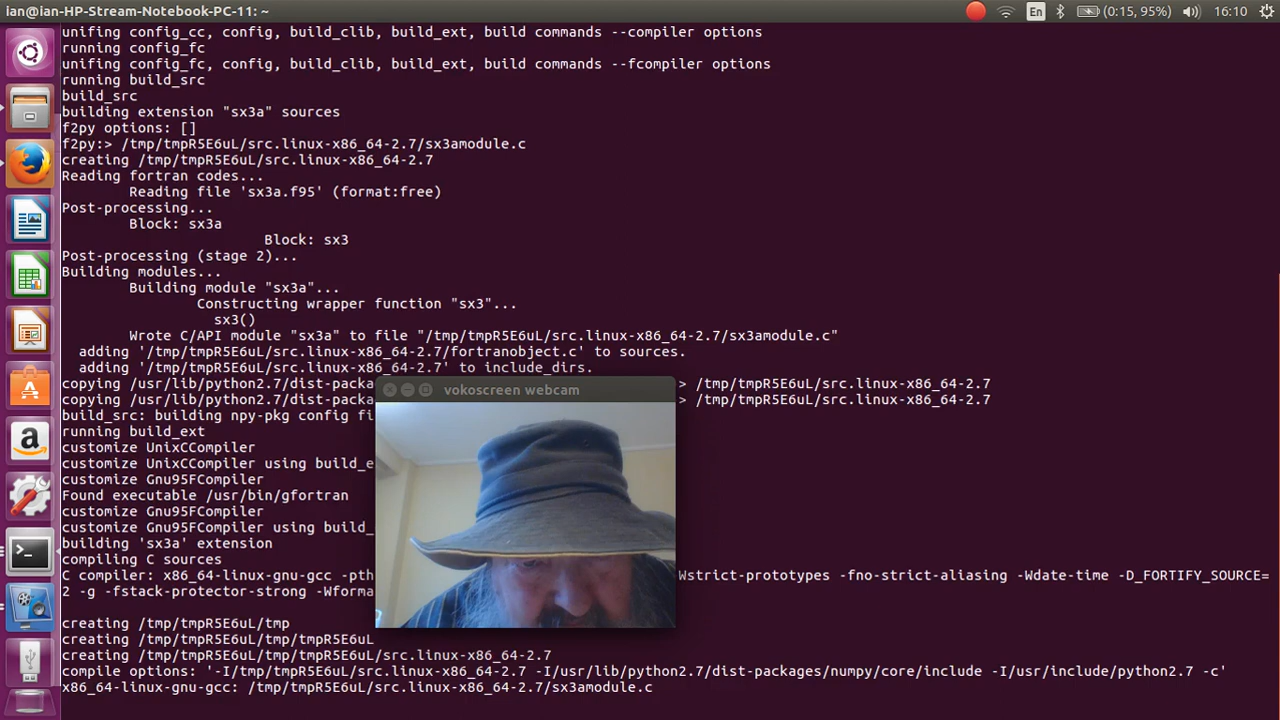 ian@ian-HP-Stream-Notebook-PC-11: ~
En (0:15, 95%) 16:10
unifing config_cc, config, build_clib, build_ext, build commands --compiler options
running config_fc
unifing config_fc, config, build_clib, build_ext, build commands --fcompiler options
running build_src
build_src
building extension "sx3a" sources
f2py options: []
f2py:> /tmp/tmpR5E6uL/src.linux-x86_64-2.7/sx3amodule.c
creating /tmp/tmpR5E6uL/src.linux-x86_64-2.7
Reading fortran codes...
Reading file 'sx3a.f95' (format:free)
Post-processing...
Block: sx3a
Block: sx3
Post-processing (stage 2)...
Building modules...
Building module "sx3a"...
Constructing wrapper function "sx3"...
sx3()
Wrote C/API module "sx3a" to file "/tmp/tmpR5E6uL/src.linux-x86_64-2.7/sx3amodule.c"
adding '/tmp/tmpR5E6uL/src.linux-x86_64-2.7/fortranobject.c' to sources.
adding '/tmp/tmpR5E6uL/src.linux-x86_64-2.7' to include_dirs.
copying /usr/lib/python2.7/dist-packa > /tmp/tmpR5E6uL/src.linux-x86_64-2.7
copying /usr/lib/python2.7/dist-packa > /tmp/tmpR5E6uL/src.linux-x86_64-2.7
vokoscreen webcam
build_src: building npy-pkg config fi
running build_ext
customize UnixCCompiler
customize UnixCCompiler using build_e
customize Gnu95FCompiler
Found executable /usr/bin/gfortran
customize Gnu95FCompiler
customize Gnu95FCompiler using build_
building 'sx3a' extension
compiling C sources
C compiler: x86_64-linux-gnu-gcc -pth Wstrict-prototypes -fno-strict-aliasing -Wdate-time -D_FORTIFY_SOURCE=
2 -g -fstack-protector-strong -Wforma
creating /tmp/tmpR5E6uL/tmp
creating /tmp/tmpR5E6uL/tmp/tmpR5E6uL
creating /tmp/tmpR5E6uL/tmp/tmpR5E6uL/src.linux-x86_64-2.7
compile options: '-I/tmp/tmpR5E6uL/src.linux-x86_64-2.7 -I/usr/lib/python2.7/dist-packages/numpy/core/include -I/usr/include/python2.7 -c'
x86_64-linux-gnu-gcc: /tmp/tmpR5E6uL/src.linux-x86_64-2.7/sx3amodule.c